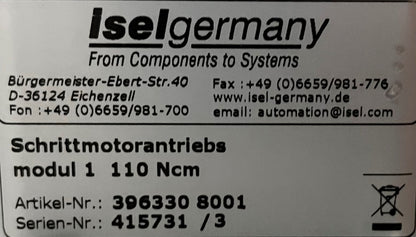 iselgermany
From Components to Systems
Bürgermeister-Ebert-Str.40 Fax :+49 (0)6659/981-776
D-36124 Eichenzell www.isel-germany.de
Fon :+49 (0)6659/981-700 email: automation@isel.com
Schrittmotorantriebs
modul 1 110 Ncm
Artikel-Nr.: 396330 8001
Serien-Nr.: 415731 /3